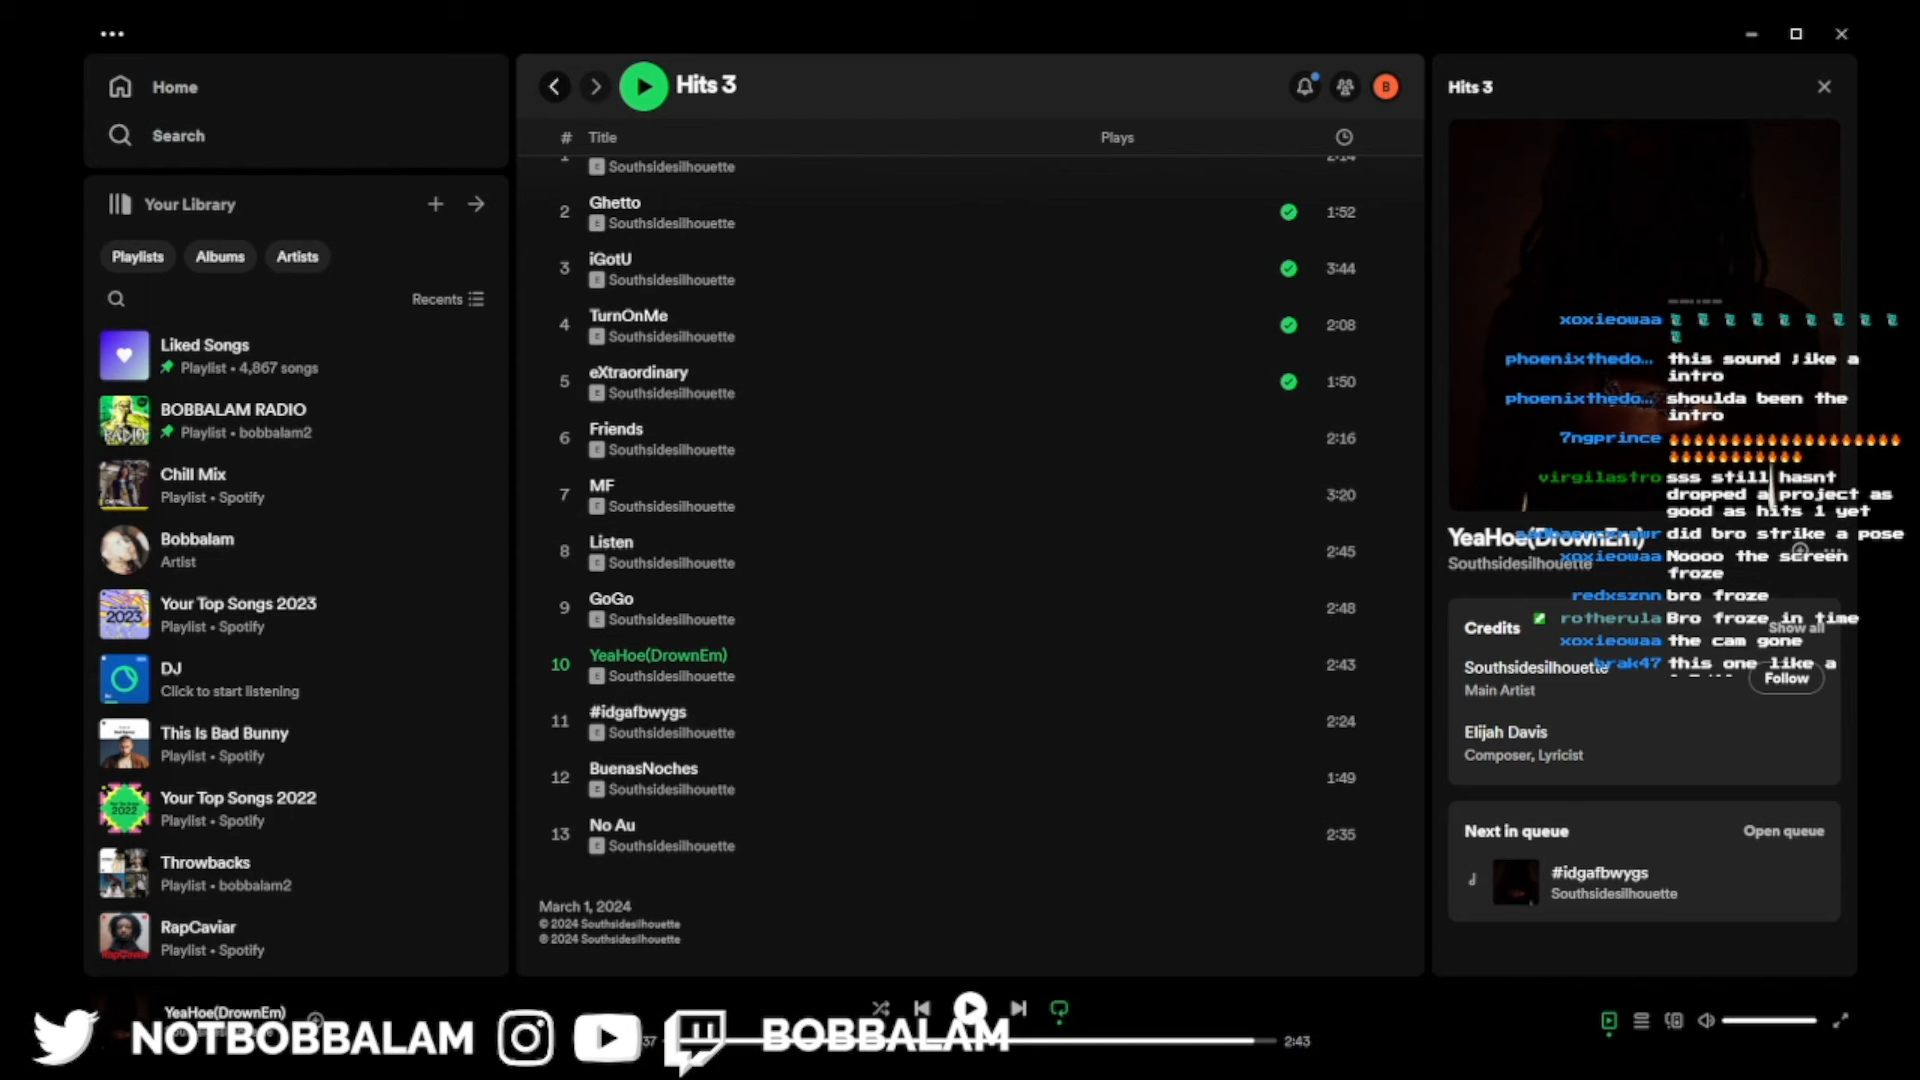 Home
Search
Your Library
Playlists
Albums
Artists
Recents
Liked Songs
Playlist • 4,867 songs
BOBBALAM RADIO
Playlist • bobbalam2
Chill Mix
Playlist • Spotify
Bobbalam
Artist
Your Top Songs 2023
Playlist • Spotify
DJ
Click to start listening
This Is Bad Bunny
Playlist • Spotify
Your Top Songs 2022
Playlist • Spotify
Throwbacks
Playlist • bobbalam2
RapCaviar
Playlist • Spotify
Hits 3
B
# Title Plays
E Southsidesilhouette
2 Ghetto 1:52
E Southsidesilhouette
3 iGotU 3:44
E Southsidesilhouette
4 TurnOnMe 2:08
E Southsidesilhouette
5 eXtraordinary 1:50
E Southsidesilhouette
6 Friends 2:16
E Southsidesilhouette
7 MF 3:20
E Southsidesilhouette
8 Listen 2:45
E Southsidesilhouette
9 GoGo 2:48
E Southsidesilhouette
10 YeaHoe(DrownEm) 2:43
E Southsidesilhouette
11 #idgafbwygs 2:24
E Southsidesilhouette
12 BuenasNoches 1:49
E Southsidesilhouette
13 No Au 2:35
E Southsidesilhouette
March 1, 2024
© 2024 Southsidesilhouette
℗ 2024 Southsidesilhouette
Hits 3
xoxieowaa
phoenixthedo... this sound like a
intro
phoenixthedo... shoulda been the
intro
7ngprince
virgilastro sss still hasnt
dropped a project as
good as hits 1 yet
did bro strike a pose
xoxieowaa Noooo the screen
froze
redxsznn bro froze
rotherula Bro froze in time
xoxieowaa the cam gone
brak47 this one like a
YeaHoe(DrownEm)
Southsidesilhouette
Credits
Show all
Southsidesilhouette
Main Artist
Follow
Elijah Davis
Composer, Lyricist
Next in queue
Open queue
#idgafbwygs
Southsidesilhouette
YeaHoe(DrownEm)
NOTBOBBALAM
BOBBALAM
2:43